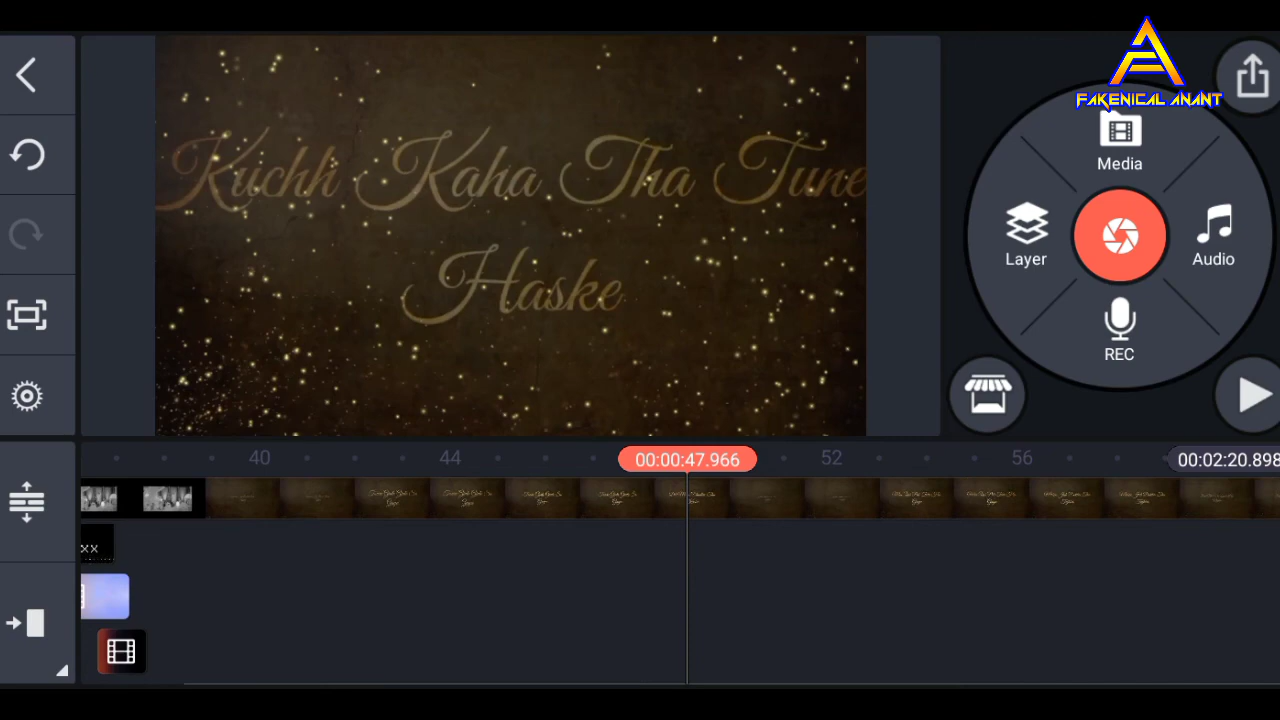 FAKENICAL ANANT
Kuchh Kaha Tha Tune
Haske
Media
Layer
Audio
REC
40
44
00:00:47.966
52
56
00:02:20.898
xx